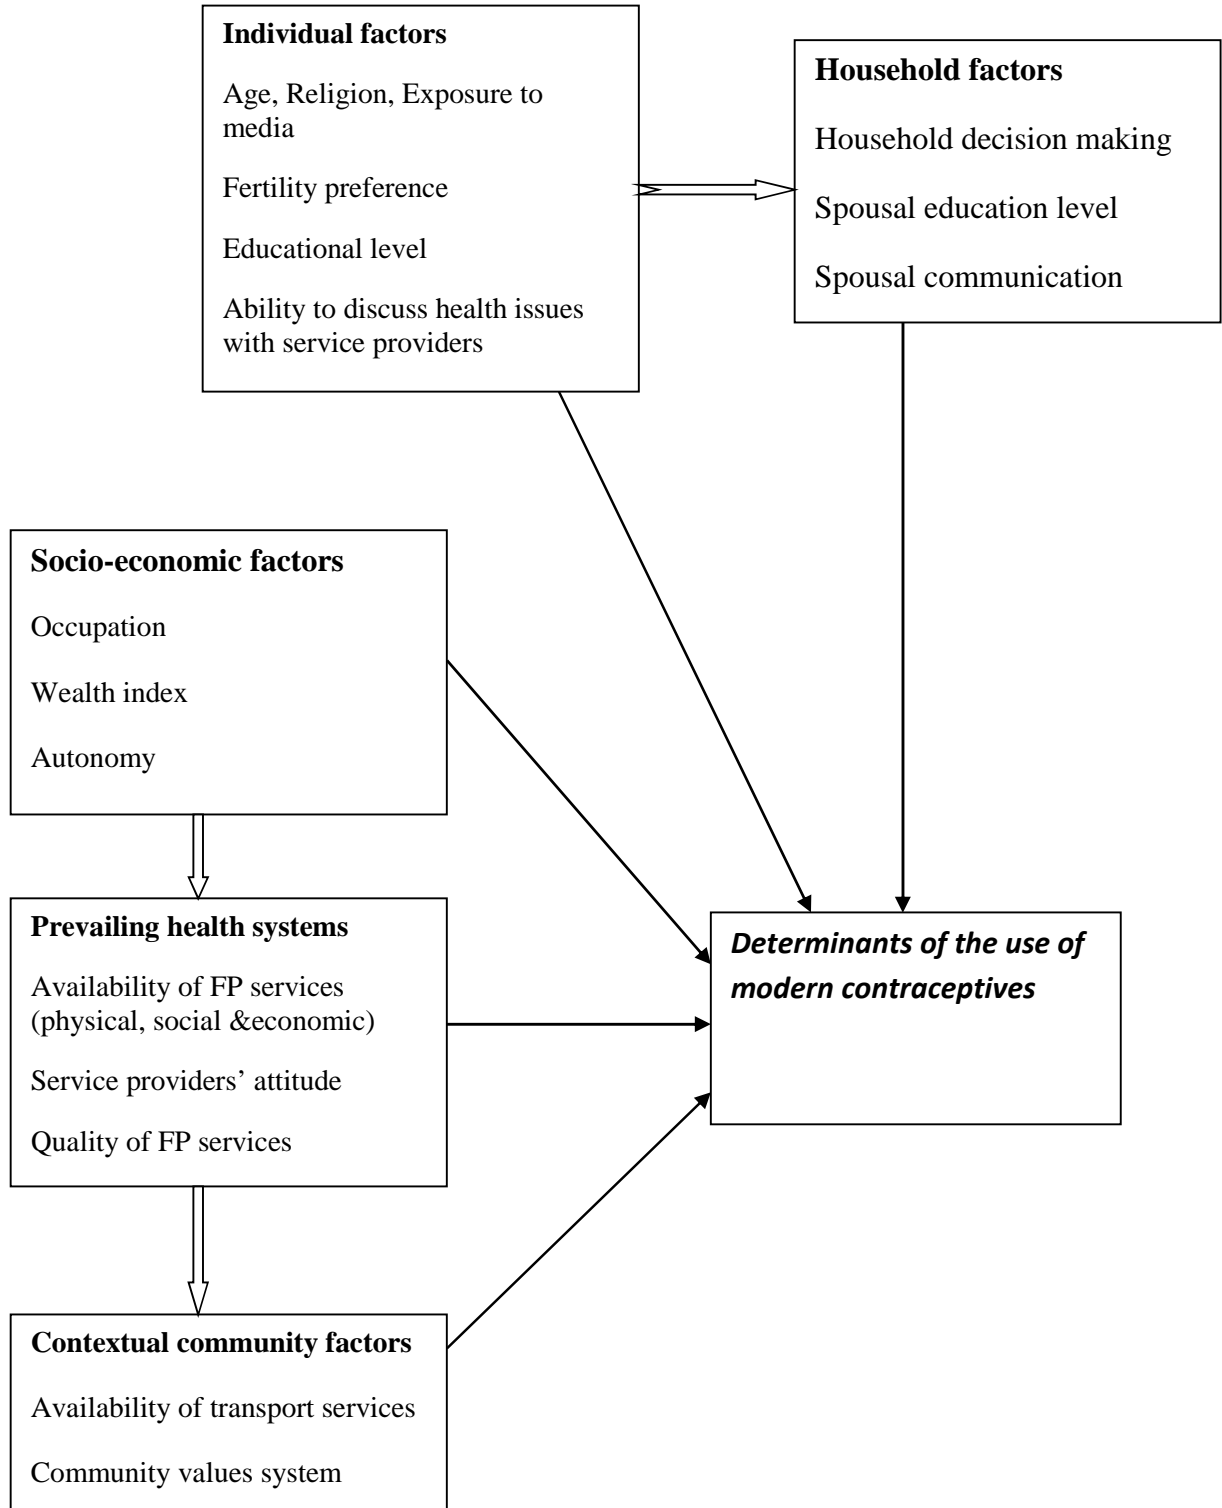 Individual factors
Age, Religion, Exposure to
media
Fertility preference
Educational level
Ability to discuss health issues
with service providers
Household factors
Household decision making
Spousal education level
Spousal communication
Socio-economic factors
Occupation
Wealth index
Autonomy
Prevailing health systems
Availability of FP services
(physical, social &economic)
Service providers’ attitude
Quality of FP services
Determinants of the use of
modern contraceptives
Contextual community factors
Availability of transport services
Community values system